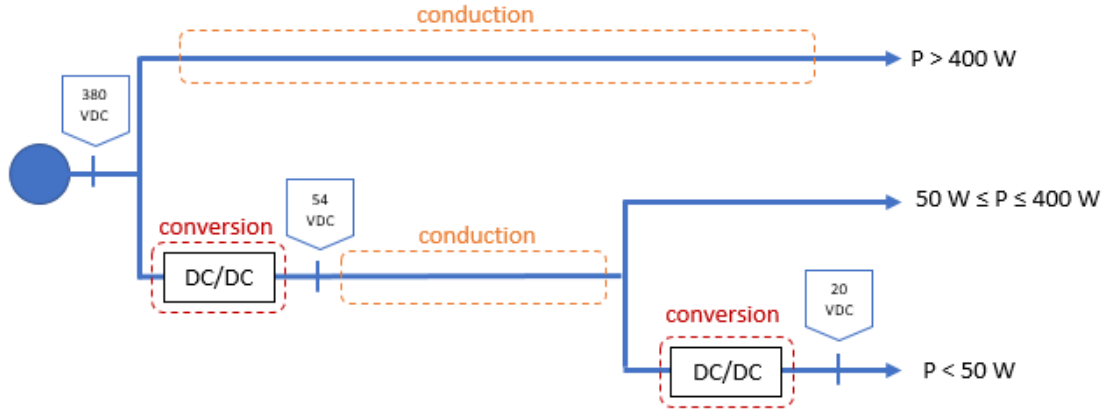 conduction
P > 400 W
380
VDC
50 W ≤ P ≤ 400 W
54
VDC
conversion
conduction
DC/DC
20
VDC
conversion
DC/DC
P < 50 W